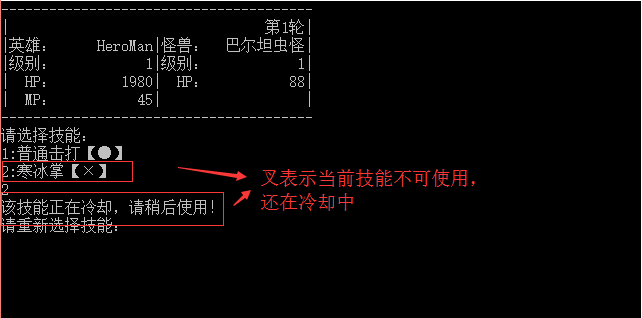 ---------------------------------------
|                                第1轮|
|英雄:      HeroMan|怪兽:   巴尔坦虫怪|
|级别:            1|级别:            1|
|  HP:         1980|  HP:           88|
|  MP:           45|                  |
---------------------------------------
请选择技能:
1:普通击打【●】
2:寒冰掌【×】
2
该技能正在冷却,请稍后使用!
请重新选择技能:
叉表示当前技能不可使用,
还在冷却中